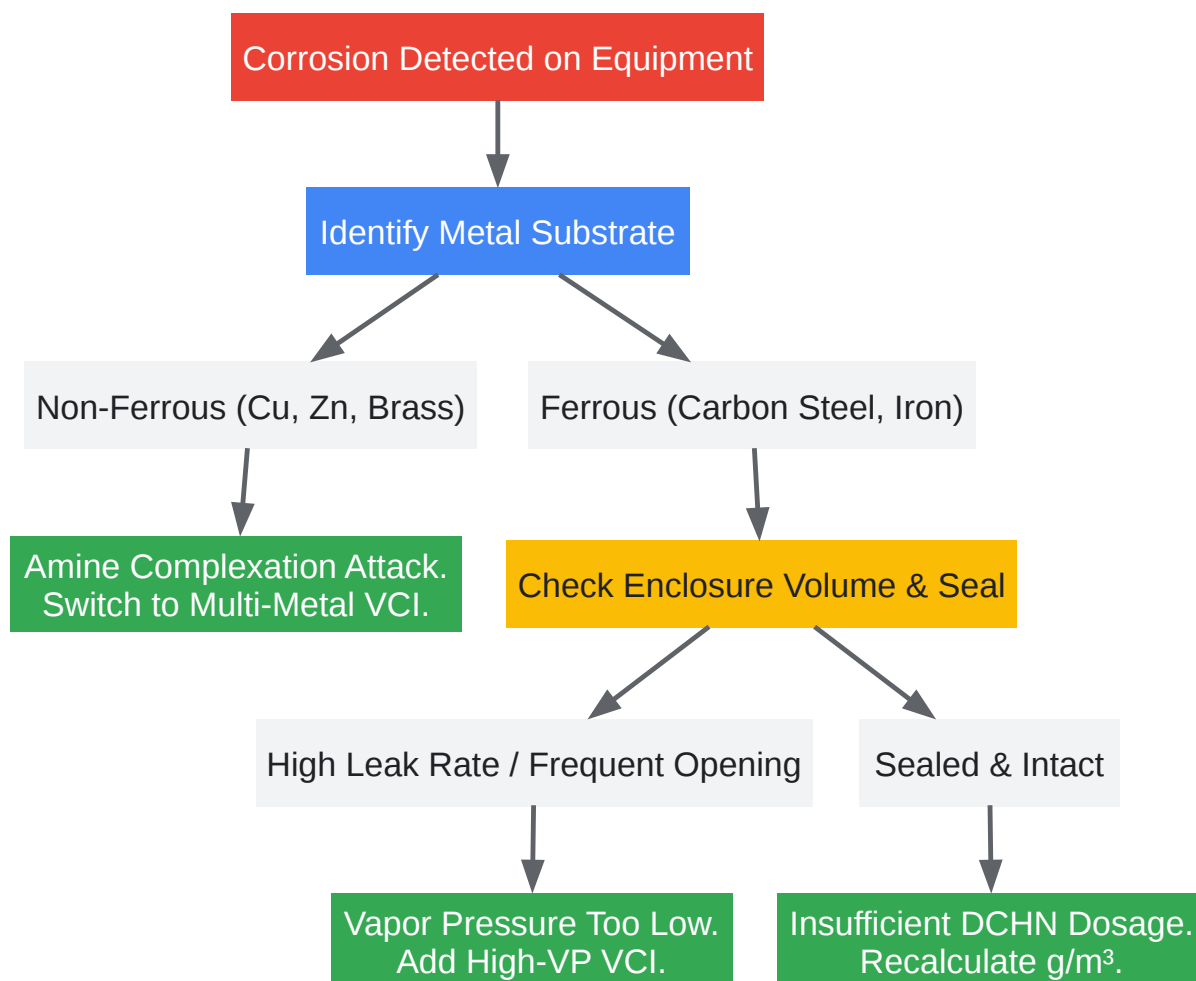 Corrosion Detected on Equipment
Identify Metal Substrate
Non-Ferrous (Cu, Zn, Brass)
Ferrous (Carbon Steel, Iron)
Amine Complexation Attack.
Switch to Multi-Metal VCI.
Check Enclosure Volume & Seal
High Leak Rate / Frequent Opening
Sealed & Intact
Vapor Pressure Too Low.
Add High-VP VCI.
Insufficient DCHN Dosage.
Recalculate g/m³.